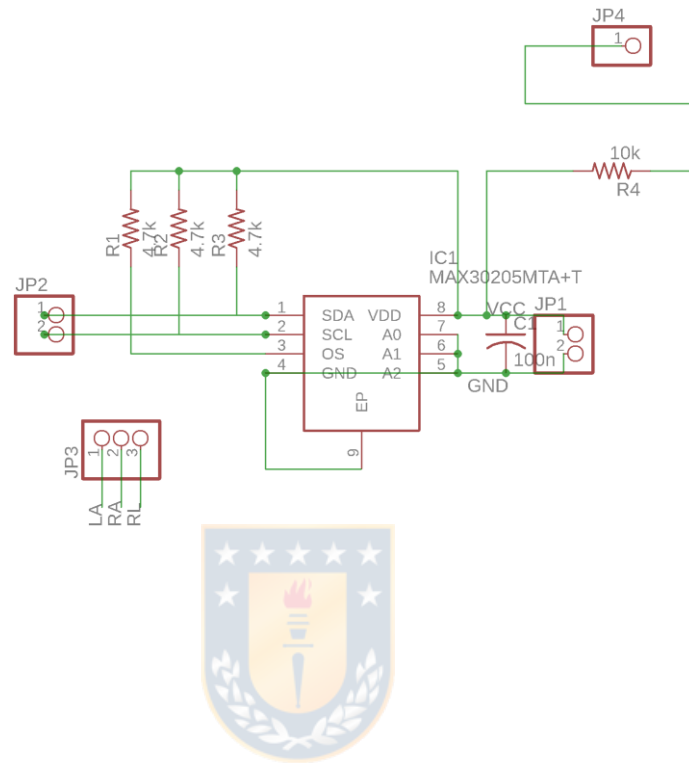 JP4
1
10k
R4
R1
4.7k
R2
4.7k
R3
4.7k
IC1
MAX30205MTA+T
JP2
1
2
1 SDA VDD 8
2 SCL A0 7
3 OS A1 6
4 GND A2 5
EP
9
VCC
C1
100n
GND
JP1
1
2
JP3
1
2
3
LA
RA
RL